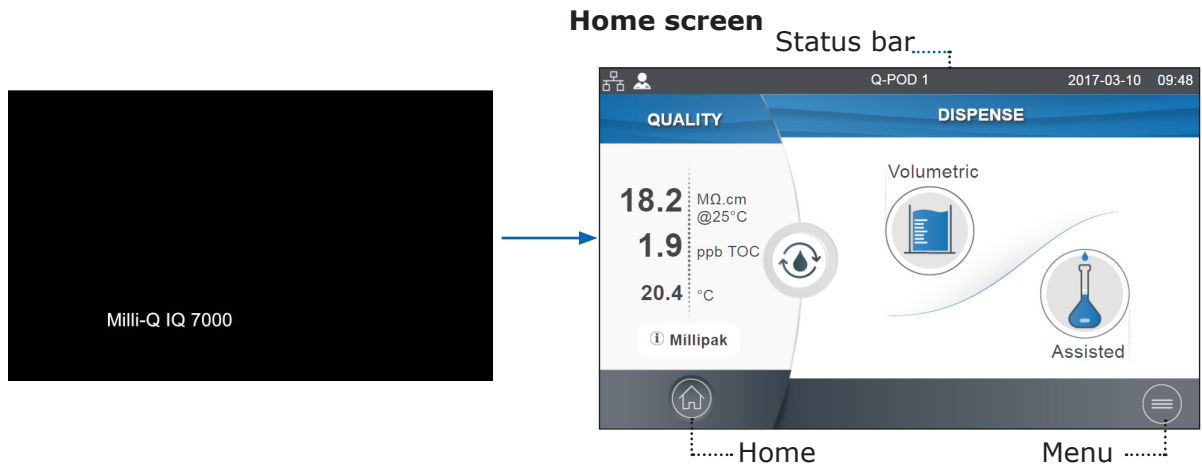 Home screen
Status bar
Q-POD 1 2017-03-10 09:48
QUALITY
DISPENSE
Volumetric
18.2 MΩ.cm
@25°C
1.9 ppb TOC
20.4 °C
Milli-Q IQ 7000
i Millipak
Assisted
Home
Menu